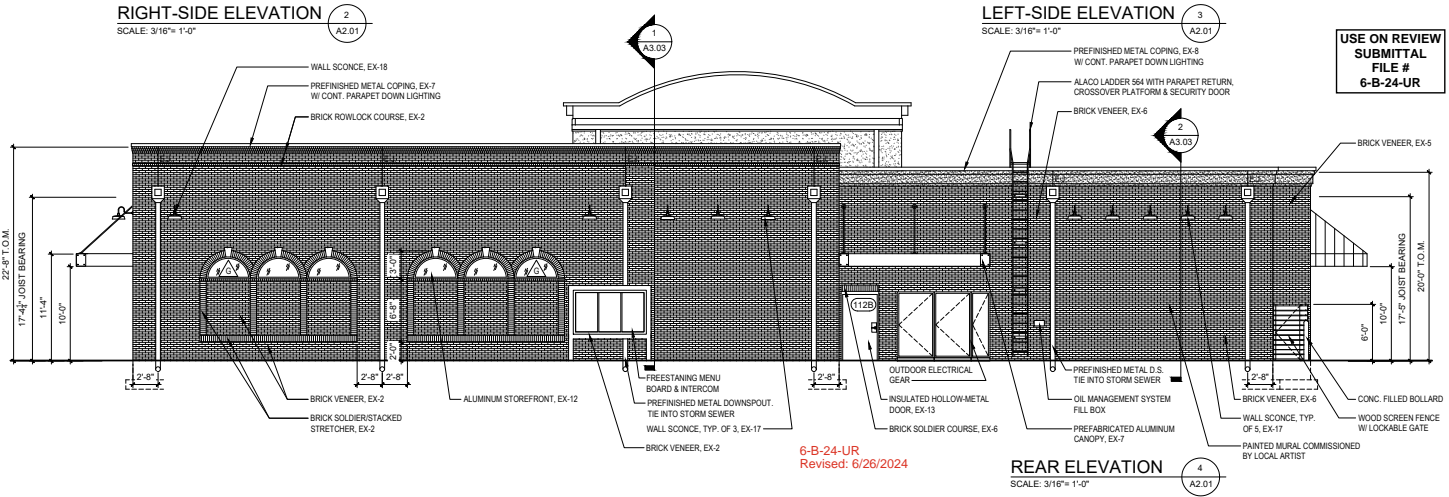 RIGHT-SIDE ELEVATION
2
A2.01
SCALE: 3/16"= 1'-0"
LEFT-SIDE ELEVATION
3
A2.01
SCALE: 3/16"= 1'-0"
USE ON REVIEW
SUBMITTAL
FILE #
6-B-24-UR
1
A3.03
2
A3.03
WALL SCONCE, EX-18
PREFINISHED METAL COPING, EX-7
W/ CONT. PARAPET DOWN LIGHTING
BRICK ROWLOCK COURSE, EX-2
PREFINISHED METAL COPING, EX-8
W/ CONT. PARAPET DOWN LIGHTING
ALACO LADDER 564 WITH PARAPET RETURN,
CROSSOVER PLATFORM & SECURITY DOOR
BRICK VENEER, EX-6
BRICK VENEER, EX-5
22'-8" T.O.M.
17'-4¾" JOIST BEARING
11'-4"
10'-0"
G
G
3'-0"
6'-8"
2'-0"
112B
6'-0"
10'-0"
17'-5" JOIST BEARING
20'-0" T.O.M.
2'-8"
2'-8"
2'-8"
2'-8"
2'-8"
BRICK VENEER, EX-2
BRICK SOLDIER/STACKED
STRETCHER, EX-2
ALUMINUM STOREFRONT, EX-12
FREESTANING MENU
BOARD & INTERCOM
PREFINISHED METAL DOWNSPOUT.
TIE INTO STORM SEWER
WALL SCONCE, TYP. OF 3, EX-17
BRICK VENEER, EX-2
OUTDOOR ELECTRICAL
GEAR
INSULATED HOLLOW-METAL
DOOR, EX-13
BRICK SOLDIER COURSE, EX-6
PREFINISHED METAL D.S.
TIE INTO STORM SEWER
OIL MANAGEMENT SYSTEM
FILL BOX
PREFABRICATED ALUMINUM
CANOPY, EX-7
BRICK VENEER, EX-6
WALL SCONCE, TYP.
OF 5, EX-17
PAINTED MURAL COMMISSIONED
BY LOCAL ARTIST
CONC. FILLED BOLLARD
WOOD SCREEN FENCE
W/ LOCKABLE GATE
6-B-24-UR
Revised: 6/26/2024
REAR ELEVATION
4
A2.01
SCALE: 3/16"= 1'-0"